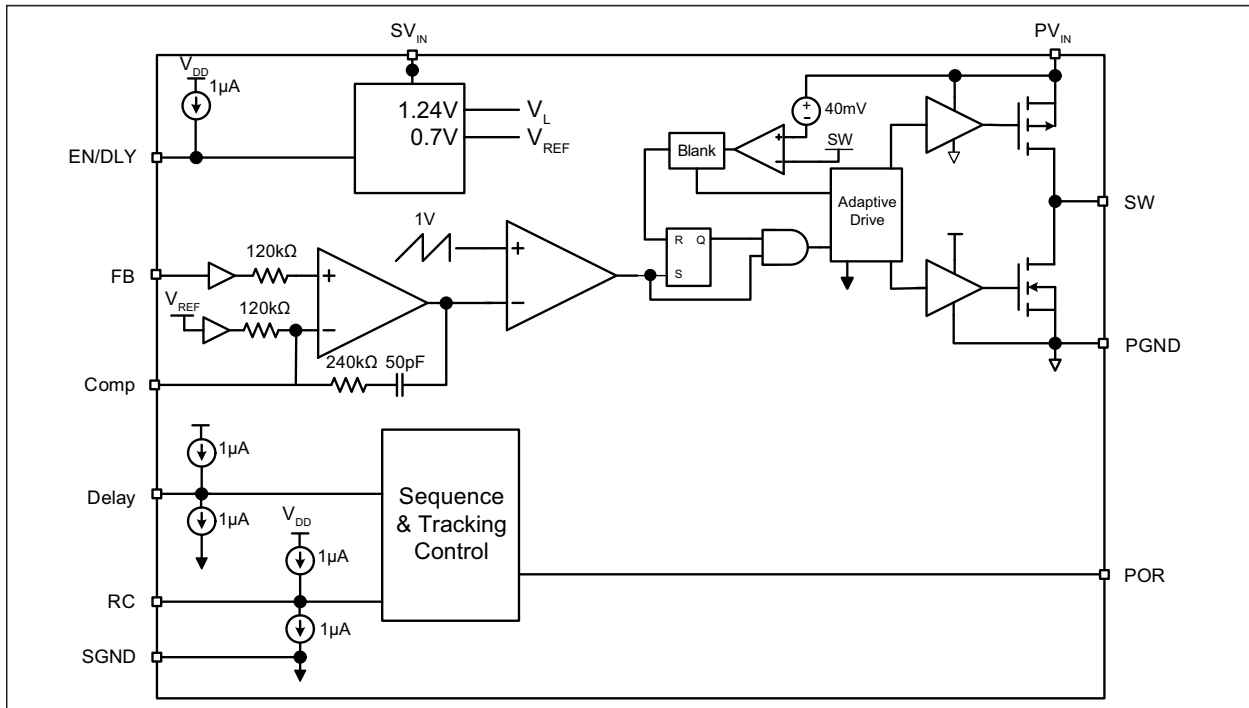 SV_IN
PV_IN
V_DD
1µA
1.24V
0.7V
V_L
V_REF
40mV
+
−
EN/DLY
Blank
+
−
SW
Adaptive
Drive
SW
1V
R
Q
S
FB
120kΩ
+
−
+
−
V_REF
120kΩ
240kΩ
50pF
Comp
PGND
1µA
Delay
1µA
V_DD
1µA
Sequence
& Tracking
Control
POR
RC
1µA
SGND